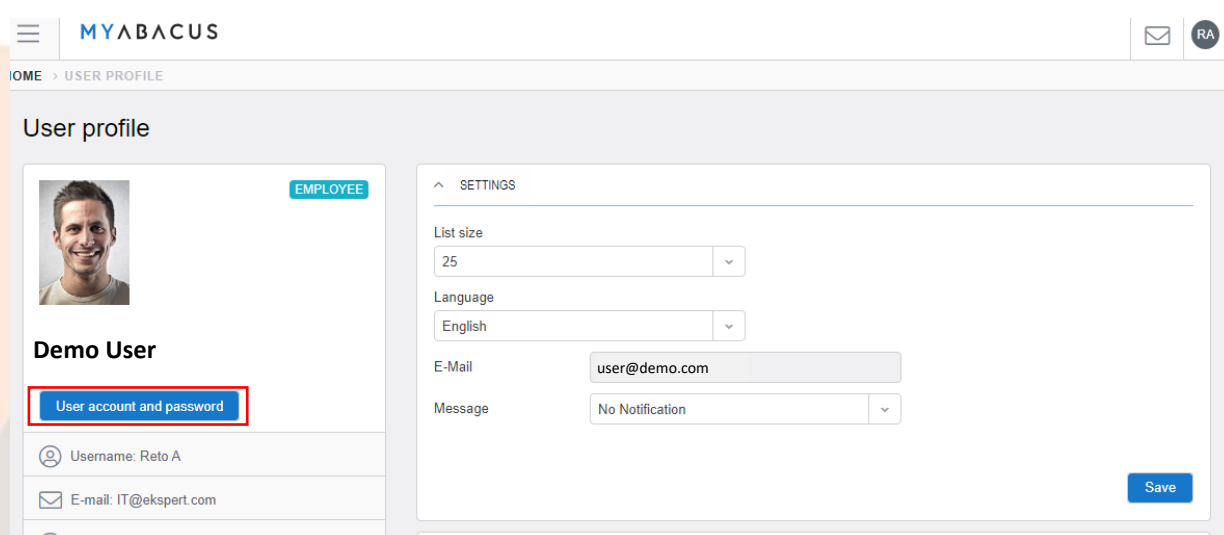 MYABACUS
RA
HOME > USER PROFILE
User profile
EMPLOYEE
Demo User
User account and password
Username: Reto A
E-mail: IT@ekspert.com
SETTINGS
List size
25
Language
English
E-Mail
user@demo.com
Message
No Notification
Save